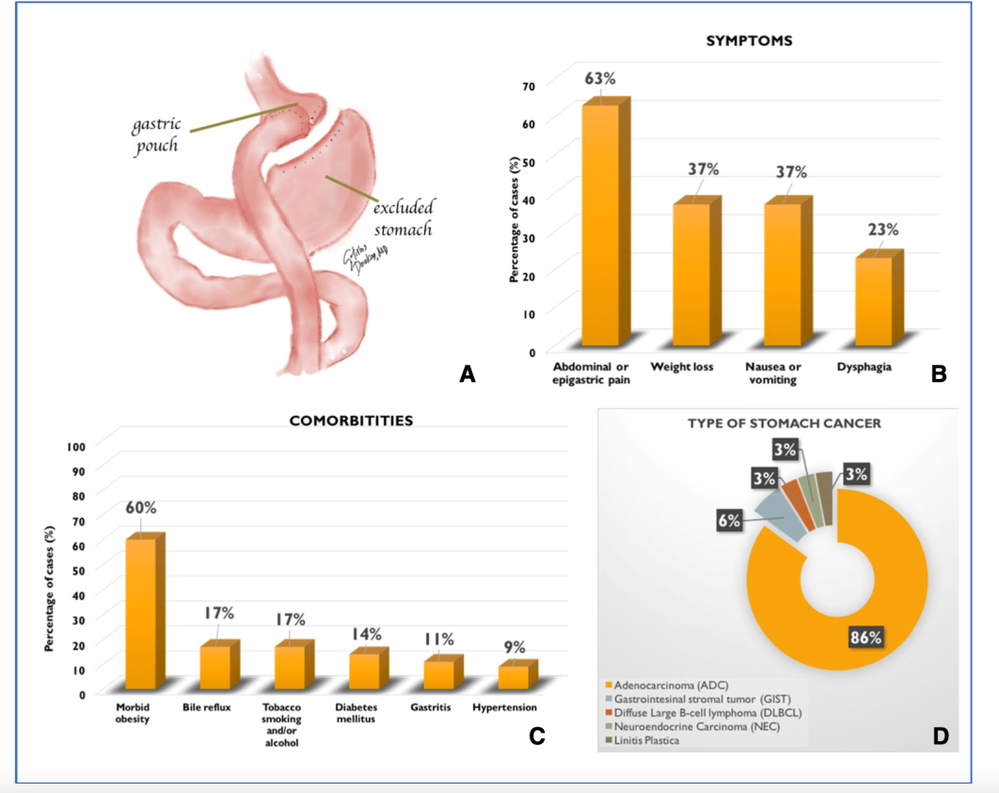 gastric
pouch
excluded
stomach
A
SYMPTOMS
Percentage of cases (%)
70
60
50
40
30
20
10
0
63%
37%
37%
23%
Abdominal or
epigastric pain
Weight loss
Nausea or
vomiting
Dysphagia
B
COMORBITITIES
Percentage of cases (%)
100
90
80
70
60
50
40
30
20
10
0
60%
17%
17%
14%
11%
9%
Morbid
obesity
Bile reflux
Tobacco
smoking
and/or
alcohol
Diabetes
mellitus
Gastritis
Hypertension
C
TYPE OF STOMACH CANCER
3%
3%
3%
6%
86%
Adenocarcinoma (ADC)
Gastrointesinal stromal tumor (GIST)
Diffuse Large B-cell lymphoma (DLBCL)
Neuroendocrine Carcinoma (NEC)
Linitis Plastica
D